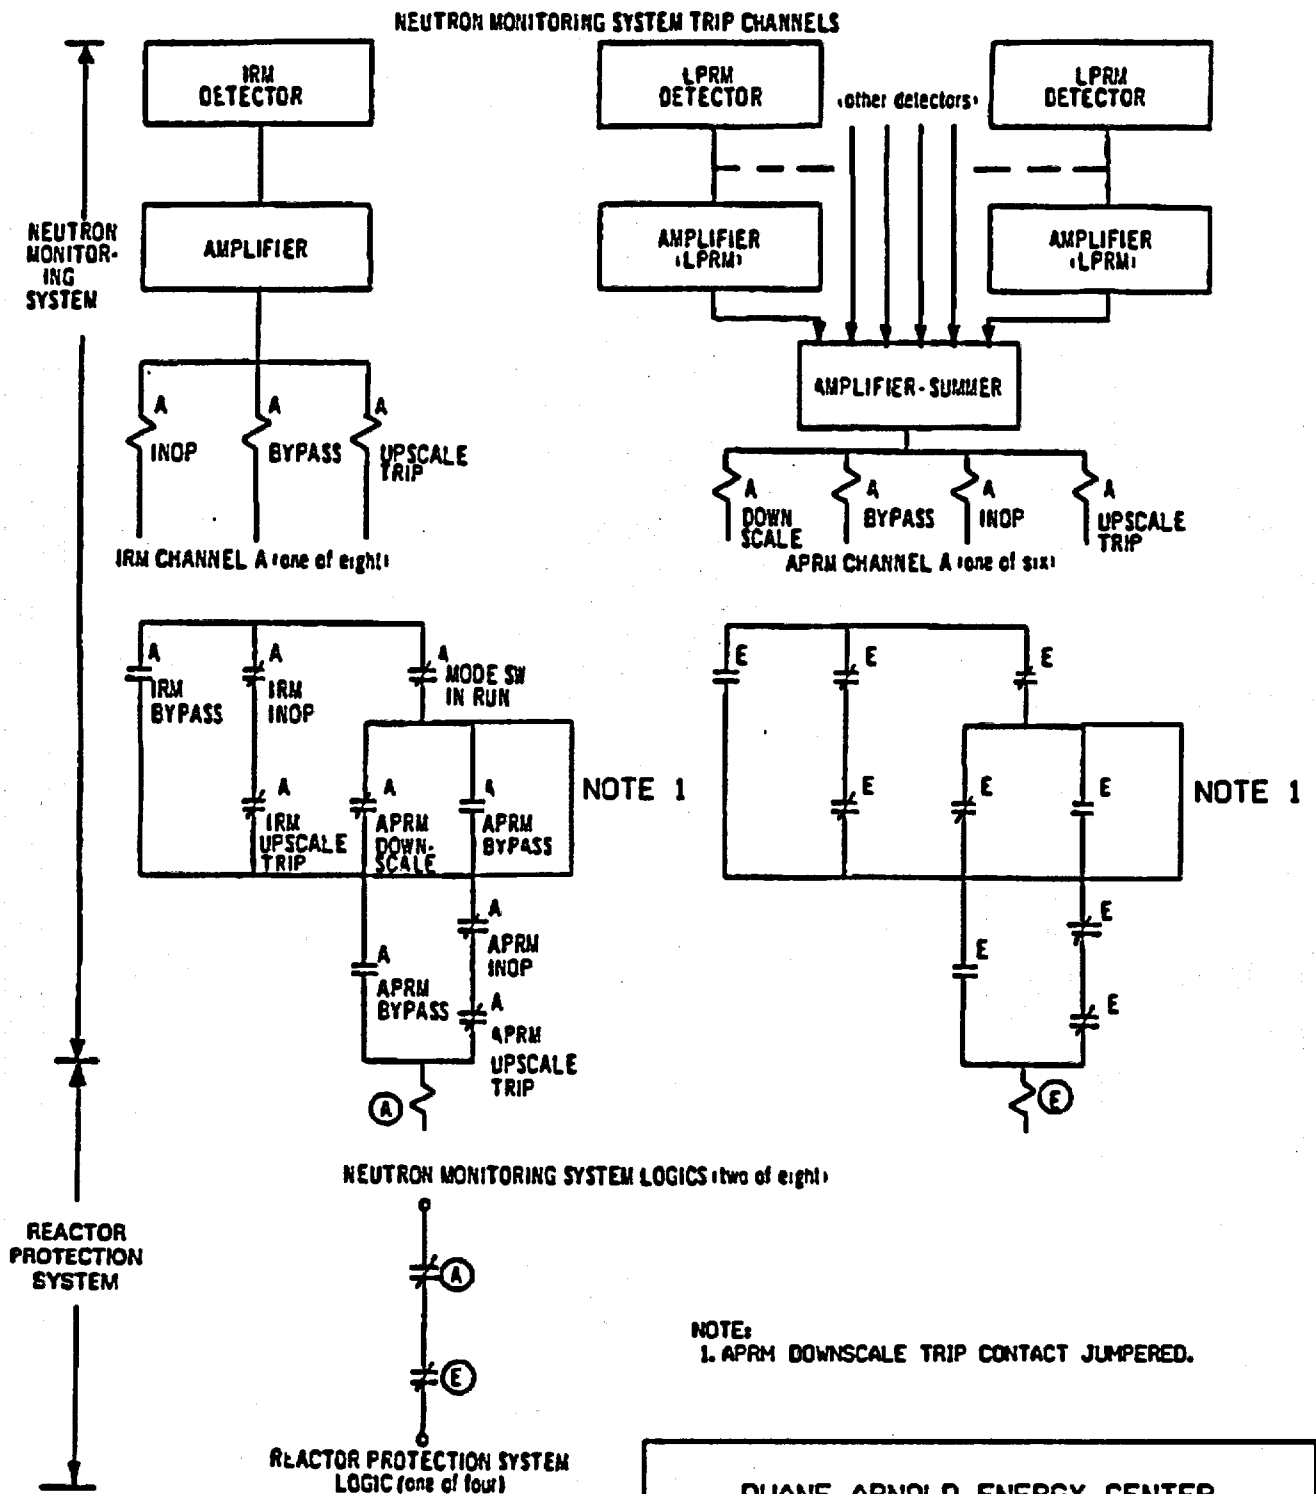 NEUTRON MONITORING SYSTEM TRIP CHANNELS
IRM
DETECTOR
LPRM
DETECTOR
(other detectors)
LPRM
DETECTOR
NEUTRON
MONITOR-
ING
SYSTEM
AMPLIFIER
AMPLIFIER
(LPRM)
AMPLIFIER
(LPRM)
AMPLIFIER-SUMMER
A
INOP
A
BYPASS
A
UPSCALE
TRIP
A
DOWN
SCALE
A
BYPASS
A
INOP
A
UPSCALE
TRIP
IRM CHANNEL A (one of eight)
APRM CHANNEL A (one of six)
A
IRM
BYPASS
A
IRM
INOP
A
MODE SW
IN RUN
A
IRM
UPSCALE
TRIP
A
APRM
DOWN-
SCALE
A
APRM
BYPASS
NOTE 1
A
APRM
BYPASS
A
APRM
INOP
A
APRM
UPSCALE
TRIP
A
E
E
E
E
E
E
NOTE 1
E
E
E
E
NEUTRON MONITORING SYSTEM LOGICS (two of eight)
REACTOR
PROTECTION
SYSTEM
A
E
REACTOR PROTECTION SYSTEM
LOGIC (one of four)
NOTE:
1. APRM DOWNSCALE TRIP CONTACT JUMPERED.
DUANE ARNOLD ENERGY CENTER